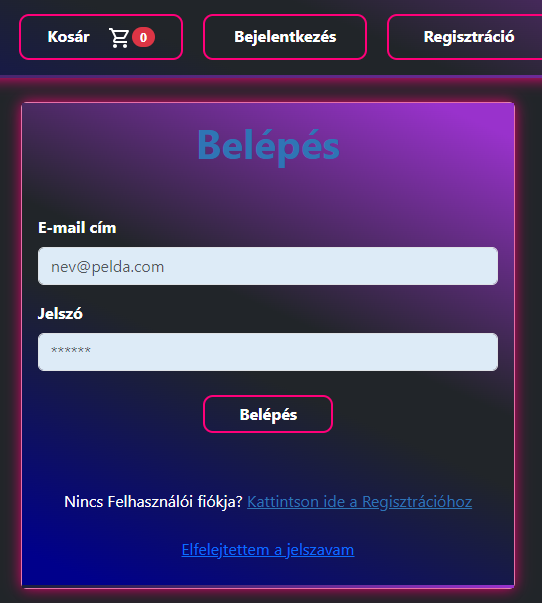 Kosár 0 Bejelentkezés Regisztráció
Belépés
E-mail cím
nev@pelda.com
Jelszó
******
Belépés
Nincs Felhasználói fiókja? Kattintson ide a Regisztrációhoz
Elfelejtettem a jelszavam